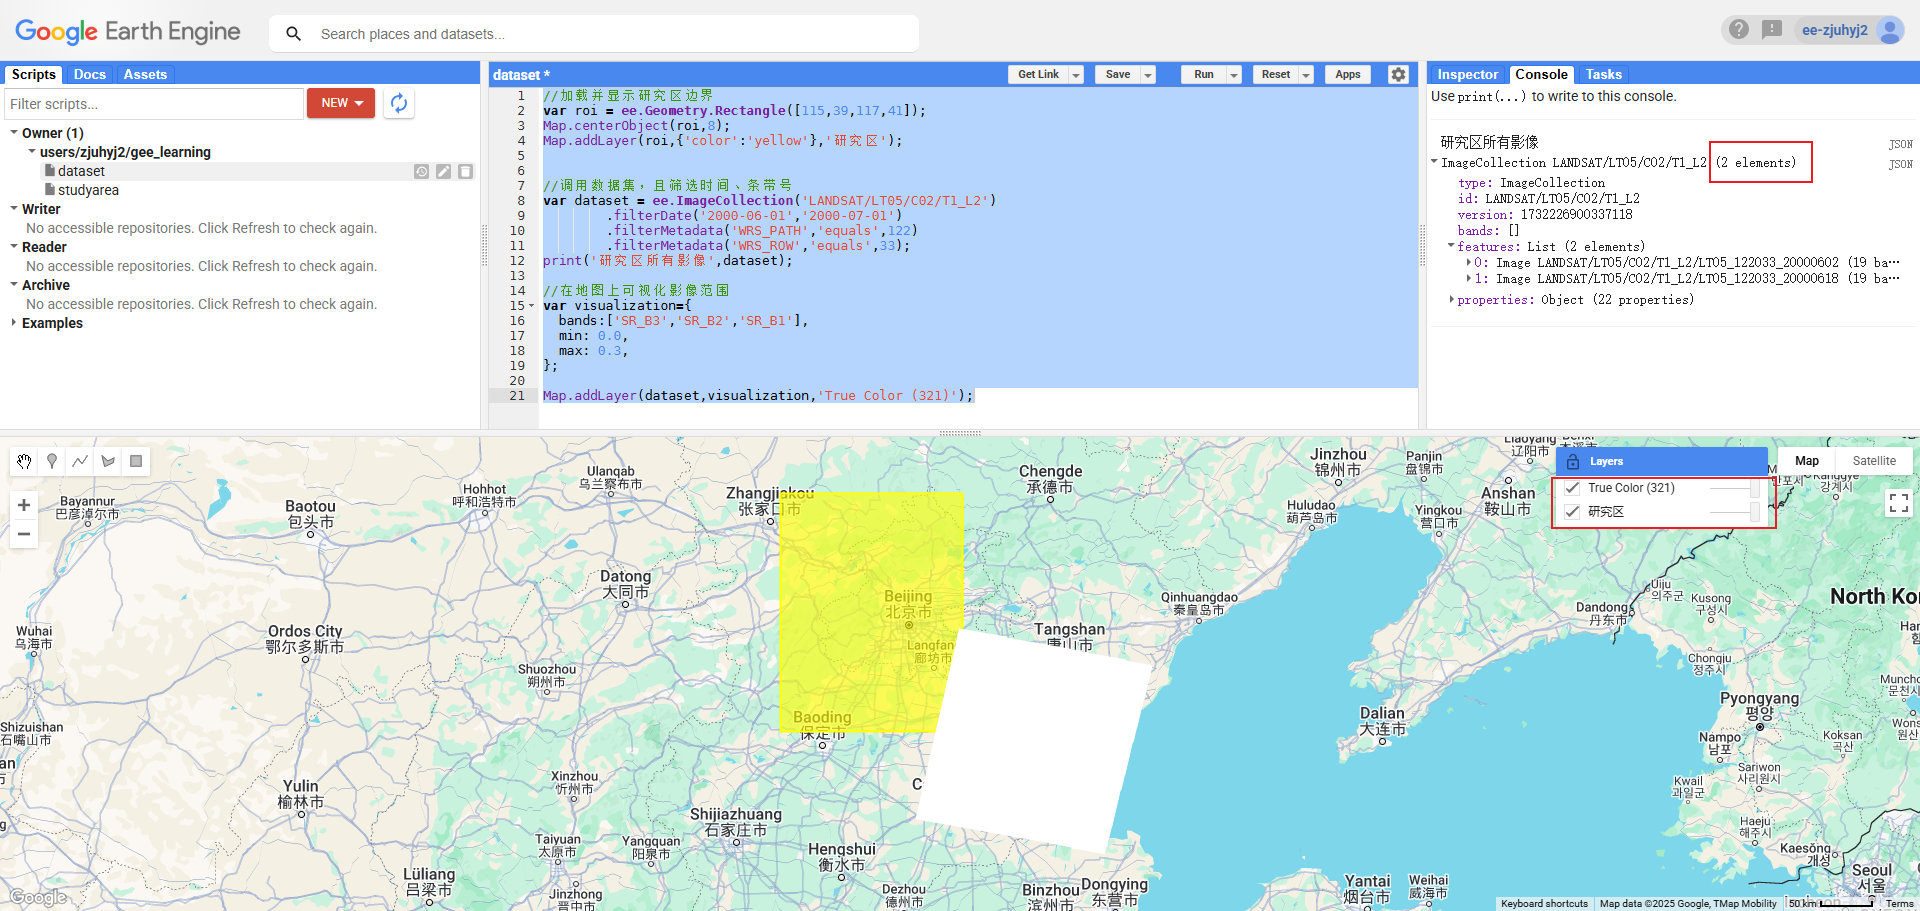 Google Earth Engine
Search places and datasets...
ee-zjuhyj2
Scripts
Docs
Assets
Filter scripts...
NEW
Owner (1)
users/zjuhyj2/gee_learning
dataset
studyarea
Writer
No accessible repositories. Click Refresh to check again.
Reader
No accessible repositories. Click Refresh to check again.
Archive
No accessible repositories. Click Refresh to check again.
Examples
dataset *
Get Link
Save
Run
Reset
Apps
1 //加载并显示研究区边界
2 var roi = ee.Geometry.Rectangle([115,39,117,41]);
3 Map.centerObject(roi,8);
4 Map.addLayer(roi,{'color':'yellow'},'研究区');
5
6
7 //调用数据集，且筛选时间、条带号
8 var dataset = ee.ImageCollection('LANDSAT/LT05/C02/T1_L2')
9 .filterDate('2000-06-01','2000-07-01')
10 .filterMetadata('WRS_PATH','equals',122)
11 .filterMetadata('WRS_ROW','equals',33);
12 print('研究区所有影像',dataset);
13
14 //在地图上可视化影像范围
15 var visualization={
16 bands:['SR_B3','SR_B2','SR_B1'],
17 min: 0.0,
18 max: 0.3,
19 };
20
21 Map.addLayer(dataset,visualization,'True Color (321)');
Inspector
Console
Tasks
Use print(...) to write to this console.
研究区所有影像
JSON
ImageCollection LANDSAT/LT05/C02/T1_L2 (2 elements)
JSON
type: ImageCollection
id: LANDSAT/LT05/C02/T1_L2
version: 1732226900337118
bands: []
features: List (2 elements)
0: Image LANDSAT/LT05/C02/T1_L2/LT05_122033_20000602 (19 ba…
1: Image LANDSAT/LT05/C02/T1_L2/LT05_122033_20000618 (19 ba…
properties: Object (22 properties)
Layers
True Color (321)
研究区
Map
Satellite
Bayannur
巴彦淖尔市
Baotou
包头市
Hohhot
呼和浩特市
Ulanqab
乌兰察布市
Zhangjiakou
张家口市
Chengde
承德市
Jinzhou
锦州市
Panjin
盘锦市
Liaoyang
辽阳市
Anshan
鞍山市
Huludao
葫芦岛市
Yingkou
营口市
Datong
大同市
Beijing
北京市
Qinhuangdao
秦皇岛市
Uiju
의주군
Kusong
구성시
Dandong
丹东市
North Ko
Wuhai
乌海市
Ordos City
鄂尔多斯市
Tangshan
唐山市
Langfan
廊坊市
Shuozhou
朔州市
Chongju
정주시
Pyongyang
평양
Baoding
保定市
Dalian
大连市
Shizuishan
石嘴山市
Nampo
남포
Koksan
곡산
Sariwon
사리원시
Xinzhou
忻州市
Yulin
榆林市
Kwail
과일군
Shijiazhuang
石家庄市
Haeju
해주시
Taiyuan
太原市
Yangquan
阳泉市
Hengshui
衡水市
Kaesŏng
개성
Lüliang
吕梁市
Jinzhong
晋中市
Dezhou
德州市
Binzhou
滨州市
Dongying
东营市
Yantai
烟台市
Weihai
威海市
Seoul
서울
Google
Keyboard shortcuts
Map data ©2025 Google, TMap Mobility
50 km
Terms